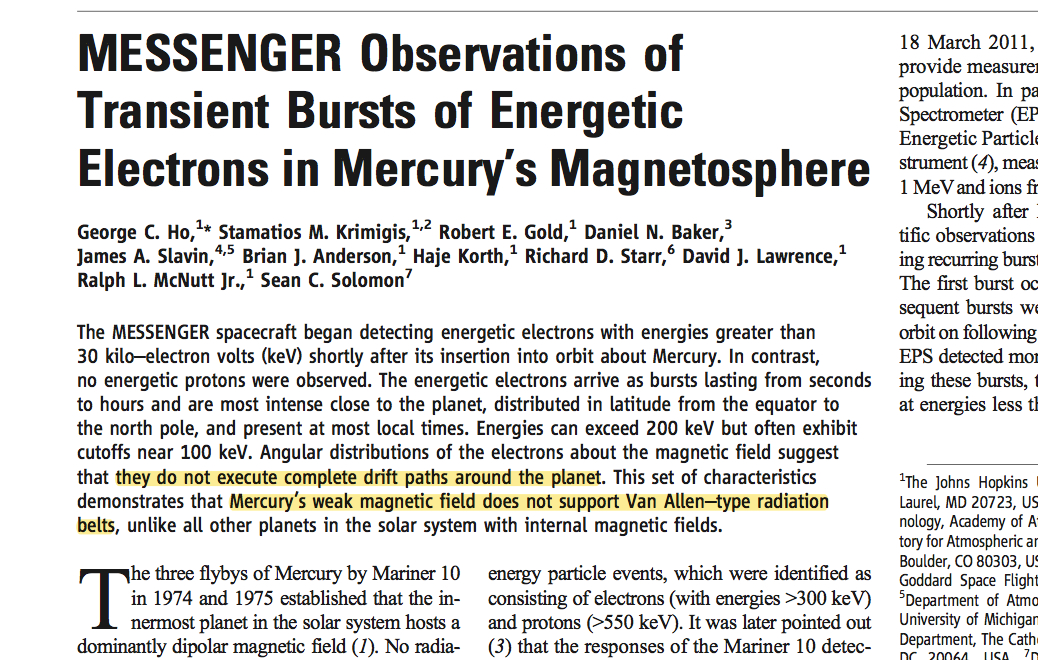 MESSENGER Observations of
Transient Bursts of Energetic
Electrons in Mercury’s Magnetosphere
George C. Ho,1* Stamatios M. Krimigis,1,2 Robert E. Gold,1 Daniel N. Baker,3
James A. Slavin,4,5 Brian J. Anderson,1 Haje Korth,1 Richard D. Starr,6 David J. Lawrence,1
Ralph L. McNutt Jr.,1 Sean C. Solomon7
The MESSENGER spacecraft began detecting energetic electrons with energies greater than
30 kilo–electron volts (keV) shortly after its insertion into orbit about Mercury. In contrast,
no energetic protons were observed. The energetic electrons arrive as bursts lasting from seconds
to hours and are most intense close to the planet, distributed in latitude from the equator to
the north pole, and present at most local times. Energies can exceed 200 keV but often exhibit
cutoffs near 100 keV. Angular distributions of the electrons about the magnetic field suggest
that they do not execute complete drift paths around the planet. This set of characteristics
demonstrates that Mercury’s weak magnetic field does not support Van Allen–type radiation
belts, unlike all other planets in the solar system with internal magnetic fields.
The three flybys of Mercury by Mariner 10
in 1974 and 1975 established that the in-
nermost planet in the solar system hosts a
dominantly dipolar magnetic field (1). No radia-
energy particle events, which were identified as
consisting of electrons (with energies >300 keV)
and protons (>550 keV). It was later pointed out
(3) that the responses of the Mariner 10 detec-
18 March 2011,
provide measurem
population. In pa
Spectrometer (EP
Energetic Particle
strument (4), meas
1 MeV and ions fr
Shortly after
tific observations
ing recurring burst
The first burst oc
sequent bursts we
orbit on following
EPS detected mor
ing these bursts, t
at energies less th
1The Johns Hopkins
Laurel, MD 20723, US
nology, Academy of A
tory for Atmospheric an
Boulder, CO 80303, US
Goddard Space Flight
5Department of Atmo
University of Michigan
Department, The Cath
DC 20064, USA. 7D